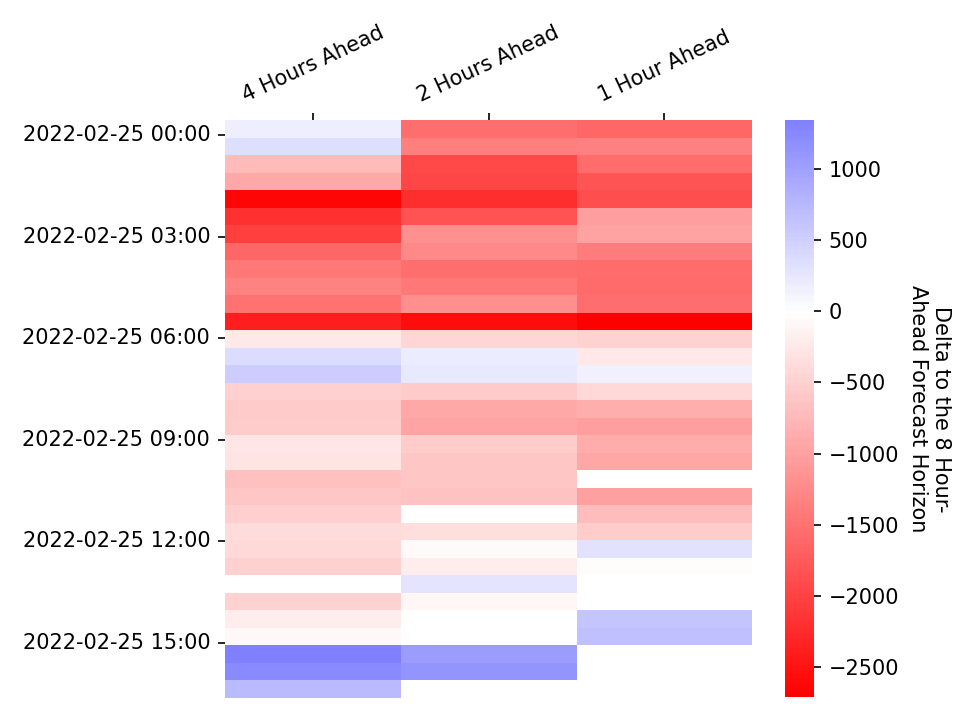 4 Hours Ahead
2 Hours Ahead
1 Hour Ahead
2022-02-25 00:00
2022-02-25 03:00
2022-02-25 06:00
2022-02-25 09:00
2022-02-25 12:00
2022-02-25 15:00
1000
500
0
−500
−1000
−1500
−2000
−2500
Delta to the 8 Hour-
Ahead Forecast Horizon